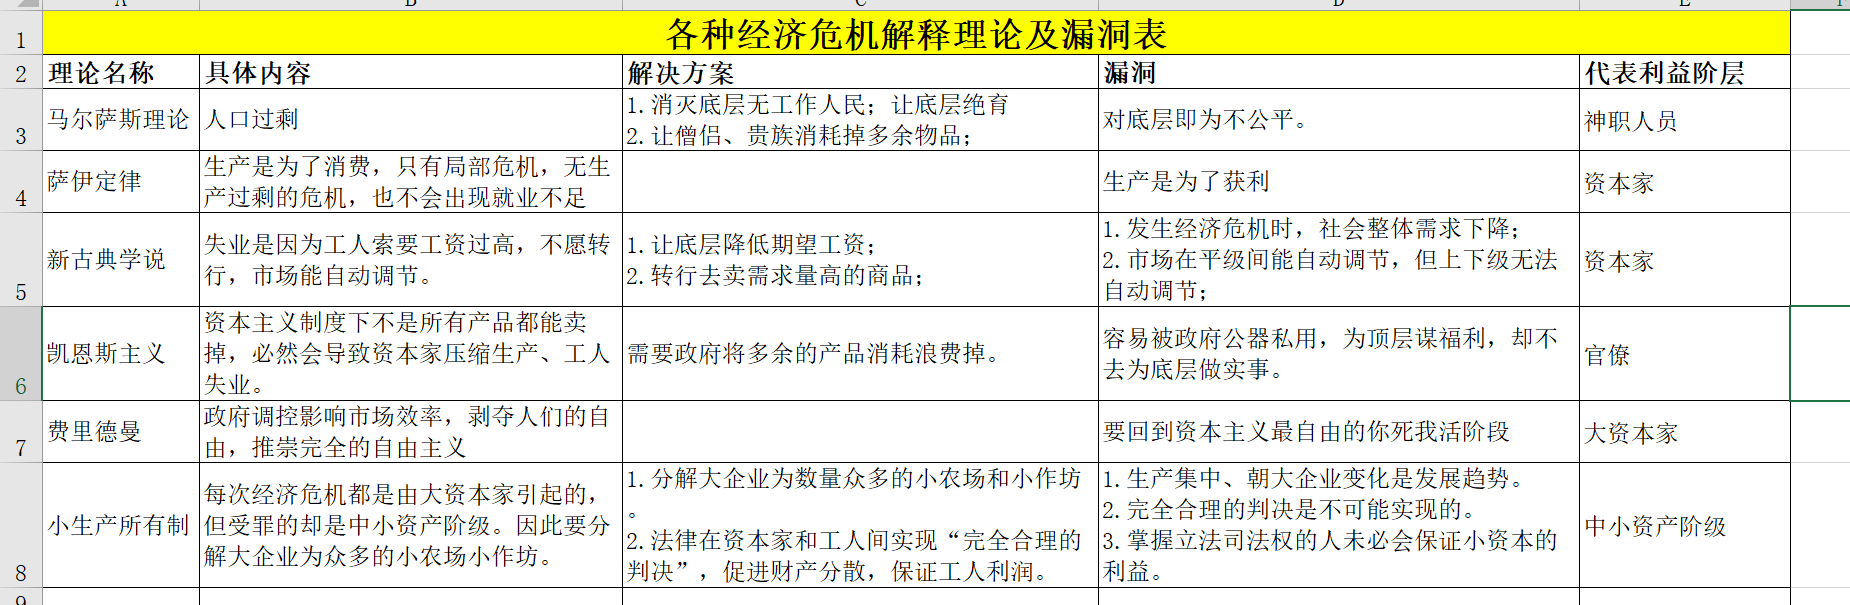 A B C D E F
1 各种经济危机解释理论及漏洞表
2 理论名称 具体内容 解决方案 漏洞 代表利益阶层
3 马尔萨斯理论 人口过剩
1.消灭底层无工作人民；让底层绝育
2.让僧侣、贵族消耗掉多余物品；
对底层即为不公平。
神职人员
4 萨伊定律
生产是为了消费，只有局部危机，无生
产过剩的危机，也不会出现就业不足
生产是为了获利
资本家
5 新古典学说
失业是因为工人索要工资过高，不愿转
行，市场能自动调节。
1.让底层降低期望工资；
2.转行去卖需求量高的商品；
1.发生经济危机时，社会整体需求下降；
2.市场在平级间能自动调节，但上下级无法
自动调节；
资本家
6 凯恩斯主义
资本主义制度下不是所有产品都能卖
掉，必然会导致资本家压缩生产、工人
失业。
需要政府将多余的产品消耗浪费掉。
容易被政府公器私用，为顶层谋福利，却不
去为底层做实事。
官僚
7 费里德曼
政府调控影响市场效率，剥夺人们的自
由，推崇完全的自由主义
要回到资本主义最自由的你死我活阶段
大资本家
8 小生产所有制
每次经济危机都是由大资本家引起的，
但受罪的却是中小资产阶级。因此要分
解大企业为众多的小农场小作坊。
1.分解大企业为数量众多的小农场和小作坊
。
2.法律在资本家和工人间实现“完全合理的
判决”，促进财产分散，保证工人利润。
1.生产集中、朝大企业变化是发展趋势。
2.完全合理的判决是不可能实现的。
3.掌握立法司法权的人未必会保证小资本的
利益。
中小资产阶级
9